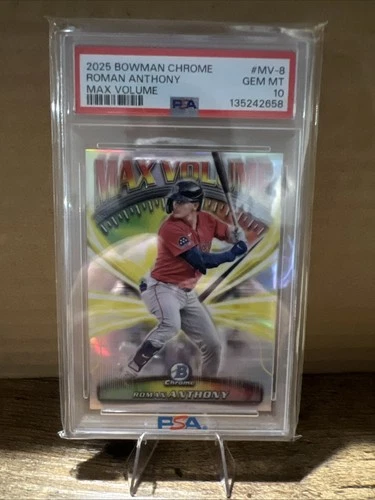 2025 BOWMAN CHROME #MV-8
ROMAN ANTHONY GEM MT
MAX VOLUME 10
PSA 135242658
MAX VOLUME
B
Chrome
ROMAN ANTHONY
PSA